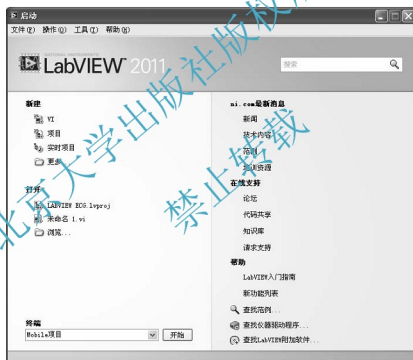 启动
文件(F) 操作(O) 工具(T) 帮助(H)
NATIONAL INSTRUMENTS
LabVIEW 2011
搜索
新建
VI
项目
实时项目
更多
打开
LABVIEW ECG.lvproj
未命名 1.vi
浏览...
终端
Mobile项目
开始
ni.com最新消息
新闻
技术内容
范例
培训资源
在线支持
论坛
代码共享
知识库
请求支持
帮助
LabVIEW入门指南
新功能列表
查找范例...
查找仪器驱动程序...
查找LabVIEW附加软件...
北京大学出版社版权所有
禁止转载